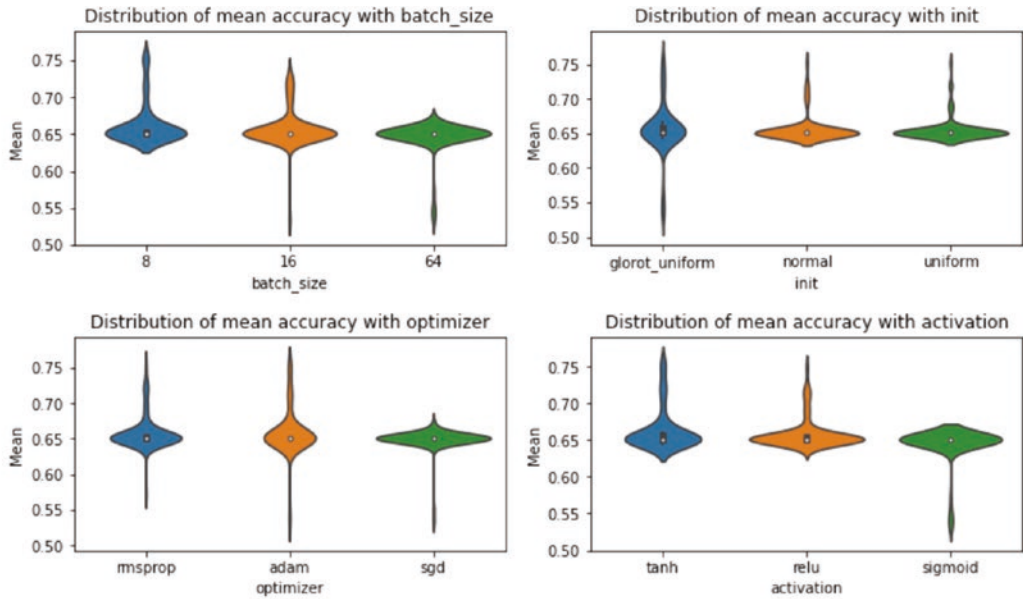 Distribution of mean accuracy with batch_size
Mean
0.75
0.70
0.65
0.60
0.55
0.50
8 16 64
batch_size
Distribution of mean accuracy with init
Mean
0.75
0.70
0.65
0.60
0.55
0.50
glorot_uniform normal uniform
init
Distribution of mean accuracy with optimizer
Mean
0.75
0.70
0.65
0.60
0.55
0.50
rmsprop adam sgd
optimizer
Distribution of mean accuracy with activation
Mean
0.75
0.70
0.65
0.60
0.55
0.50
tanh relu sigmoid
activation